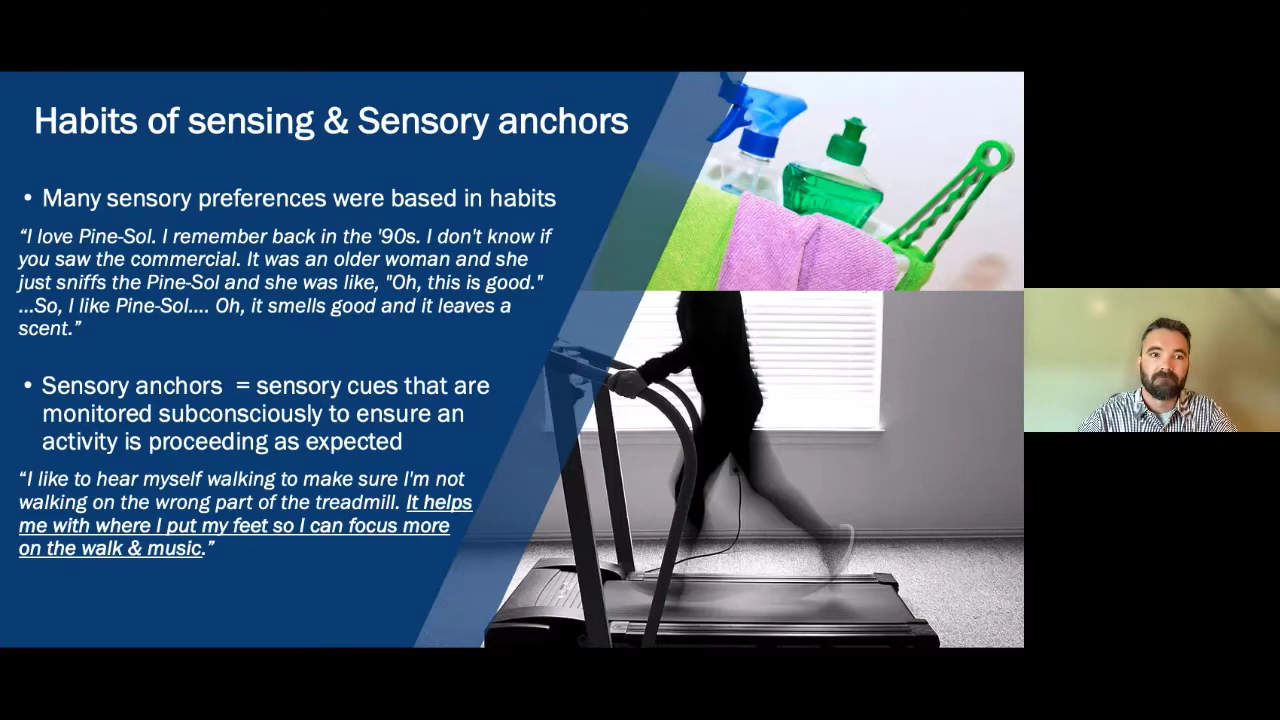 Habits of sensing & Sensory anchors
• Many sensory preferences were based in habits
“I love Pine-Sol. I remember back in the '90s. I don't know if
you saw the commercial. It was an older woman and she
just sniffs the Pine-Sol and she was like, "Oh, this is good."
...So, I like Pine-Sol.... Oh, it smells good and it leaves a
scent.”
• Sensory anchors = sensory cues that are
monitored subconsciously to ensure an
activity is proceeding as expected
“I like to hear myself walking to make sure I'm not
walking on the wrong part of the treadmill. It helps
me with where I put my feet so I can focus more
on the walk & music.”